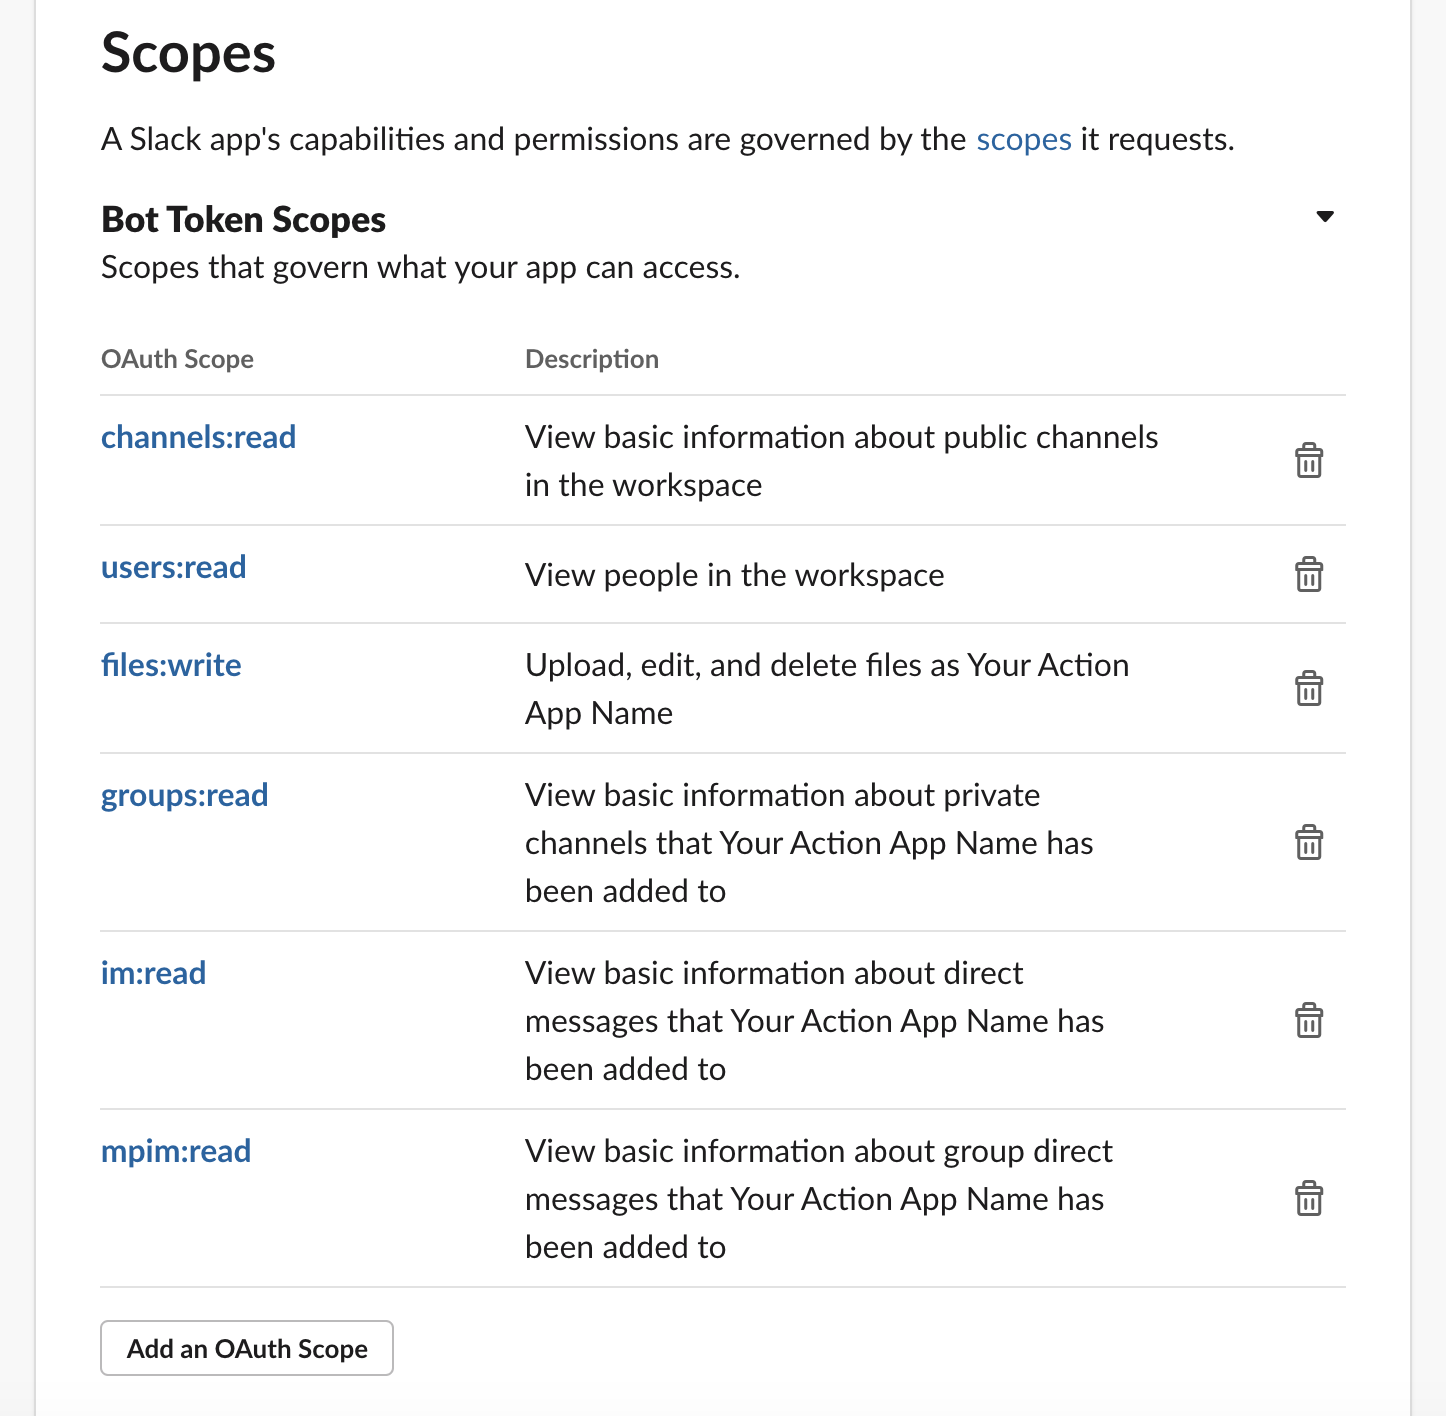 Scopes
A Slack app's capabilities and permissions are governed by the scopes it requests.
Bot Token Scopes
Scopes that govern what your app can access.
OAuth Scope Description
channels:read View basic information about public channels
in the workspace
users:read View people in the workspace
files:write Upload, edit, and delete files as Your Action
App Name
groups:read View basic information about private
channels that Your Action App Name has
been added to
im:read View basic information about direct
messages that Your Action App Name has
been added to
mpim:read View basic information about group direct
messages that Your Action App Name has
been added to
Add an OAuth Scope